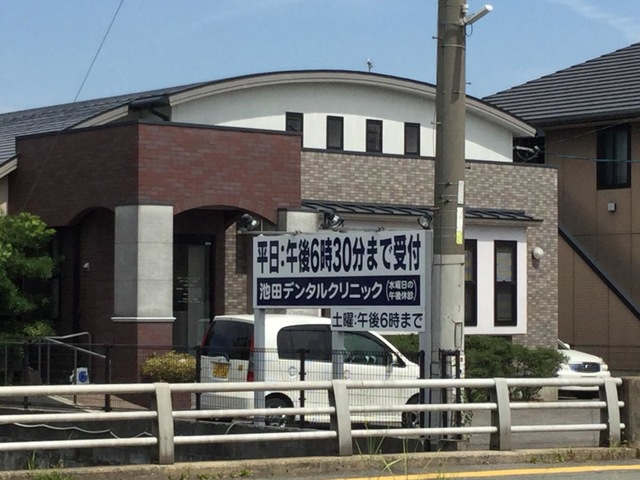 平日・午後6時30分まで受付
池田デンタルクリニック
(水曜日の
午後休診)
土曜:午後6時まで